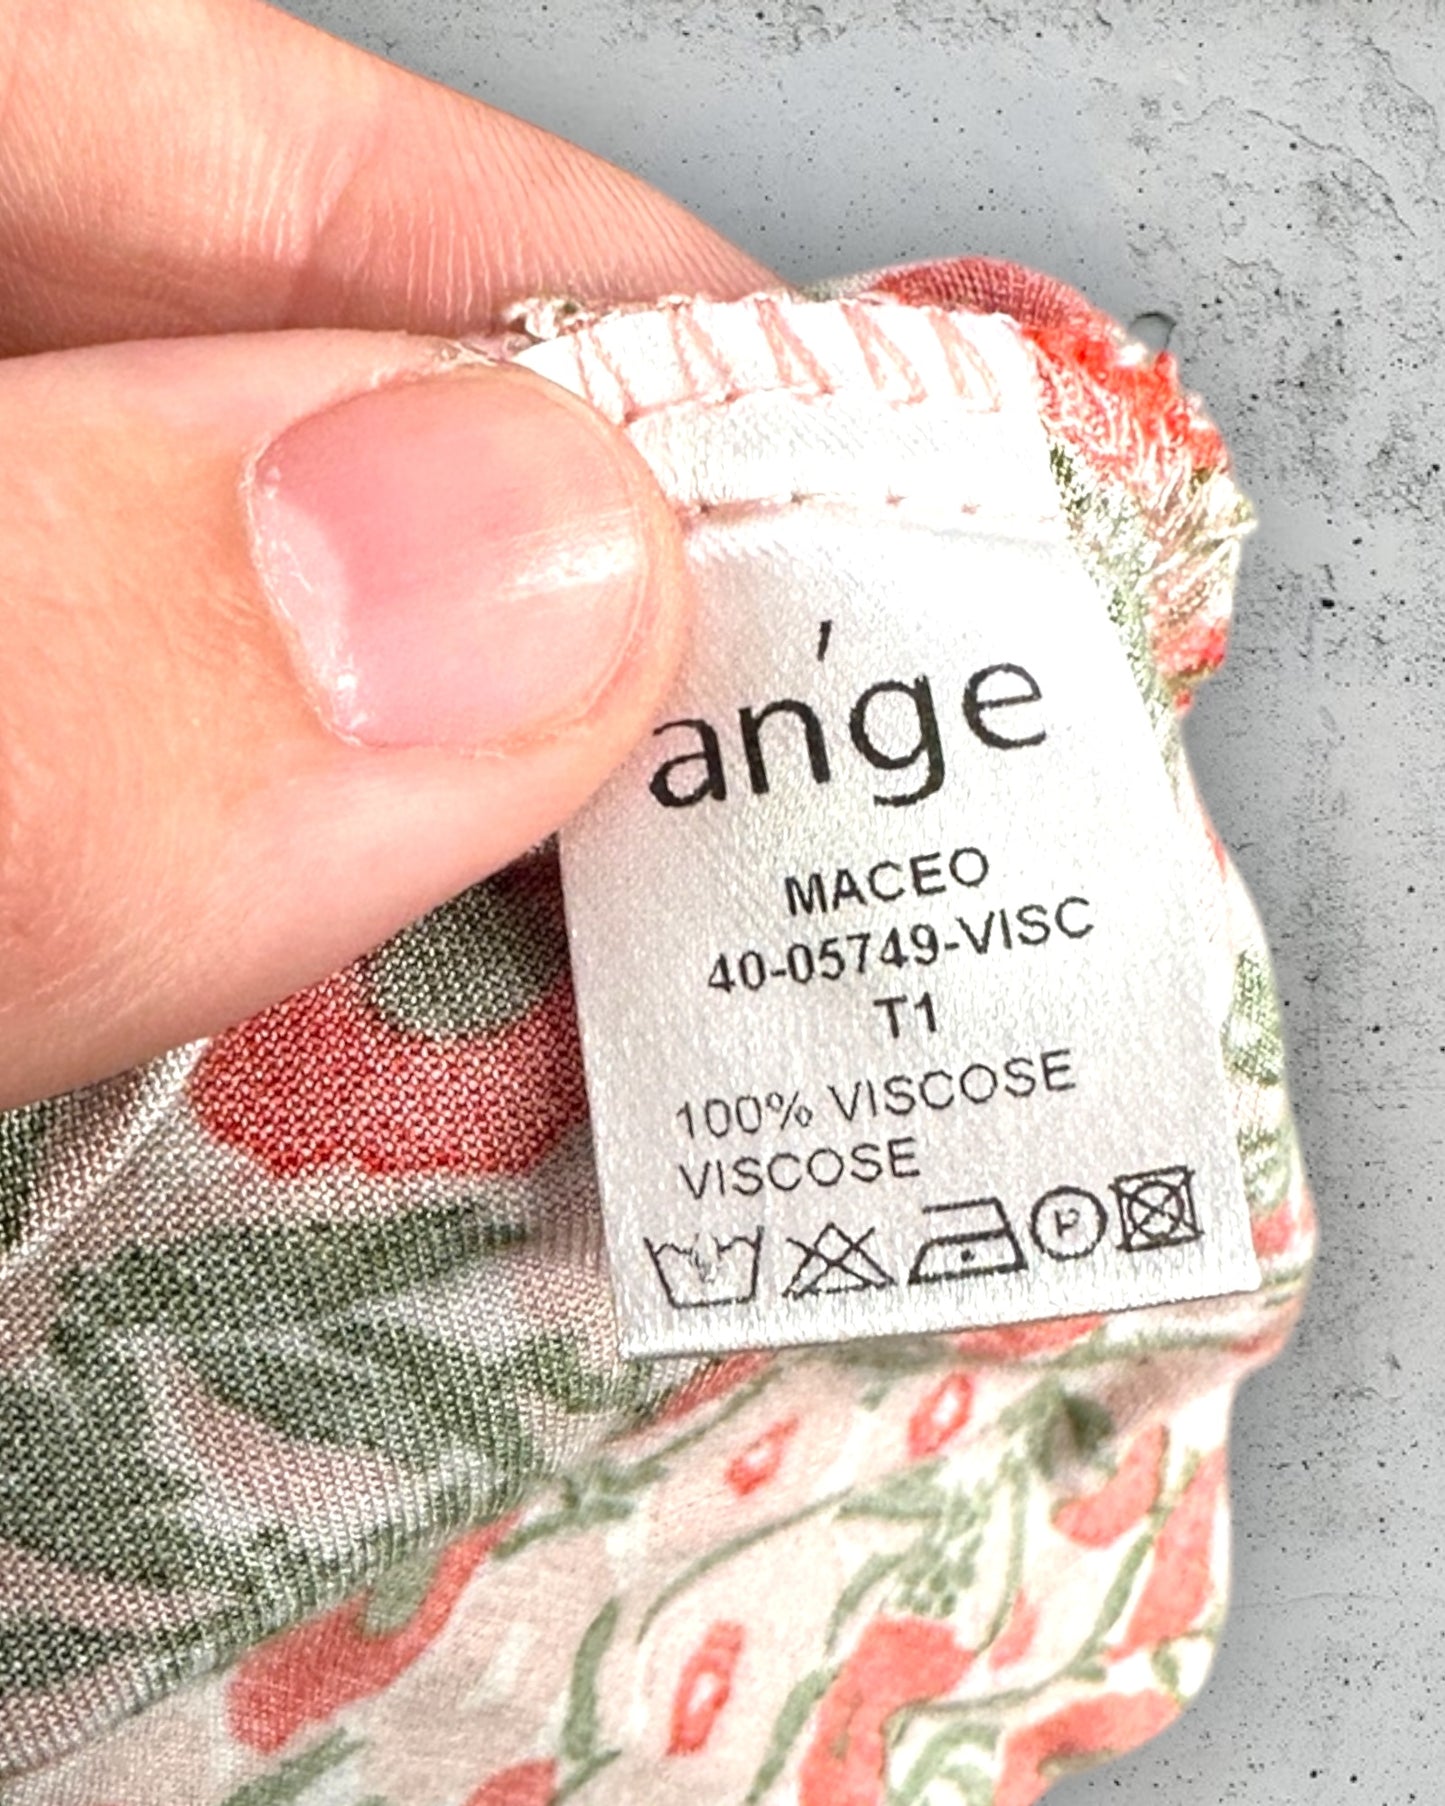 an'ge
MACEO
40-05749-VISC
T1
100% VISCOSE
VISCOSE
P